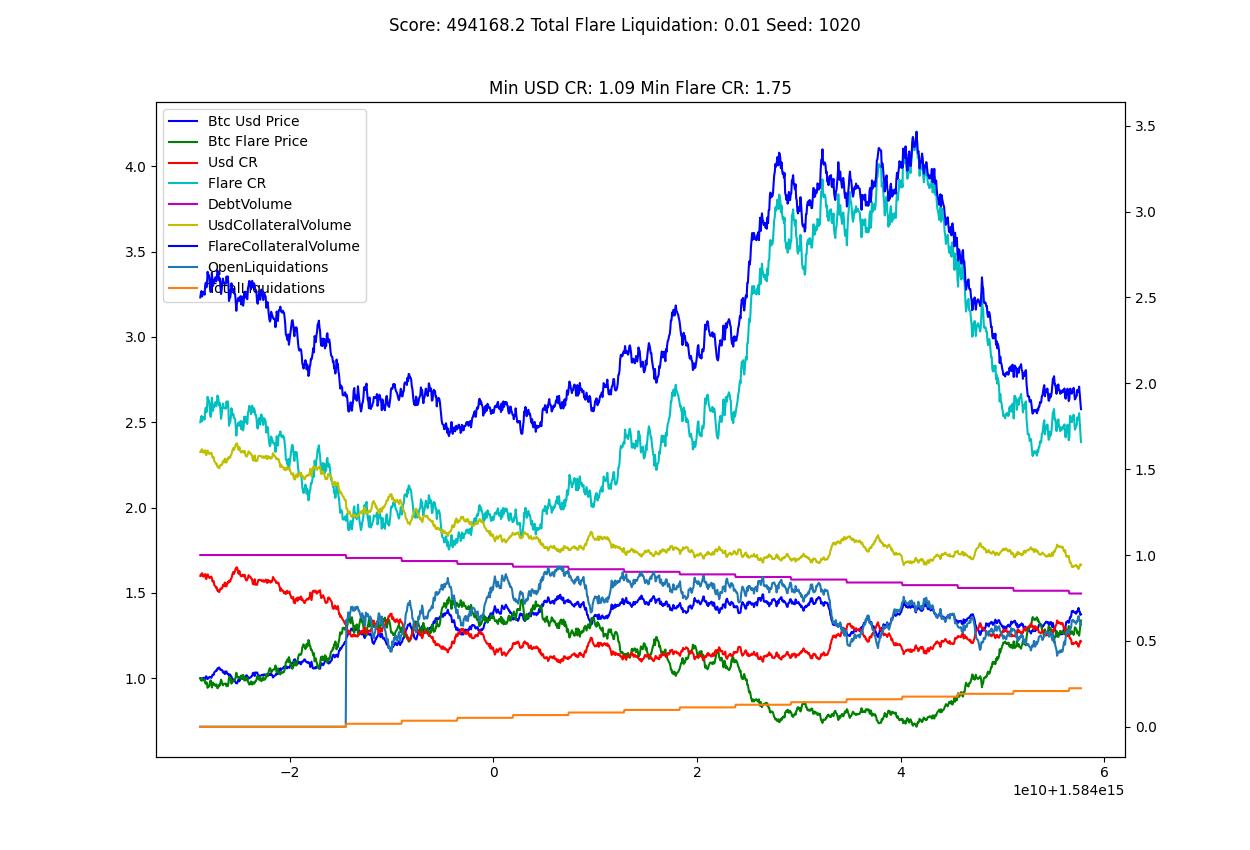 Score: 494168.2 Total Flare Liquidation: 0.01 Seed: 1020
Min USD CR: 1.09 Min Flare CR: 1.75
Btc Usd Price
Btc Flare Price
Usd CR
Flare CR
DebtVolume
UsdCollateralVolume
FlareCollateralVolume
OpenLiquidations
TotalLiquidations
4.0
3.5
3.0
2.5
2.0
1.5
1.0
3.5
3.0
2.5
2.0
1.5
1.0
0.5
0.0
−2
0
2
4
6
1e10+1.584e15